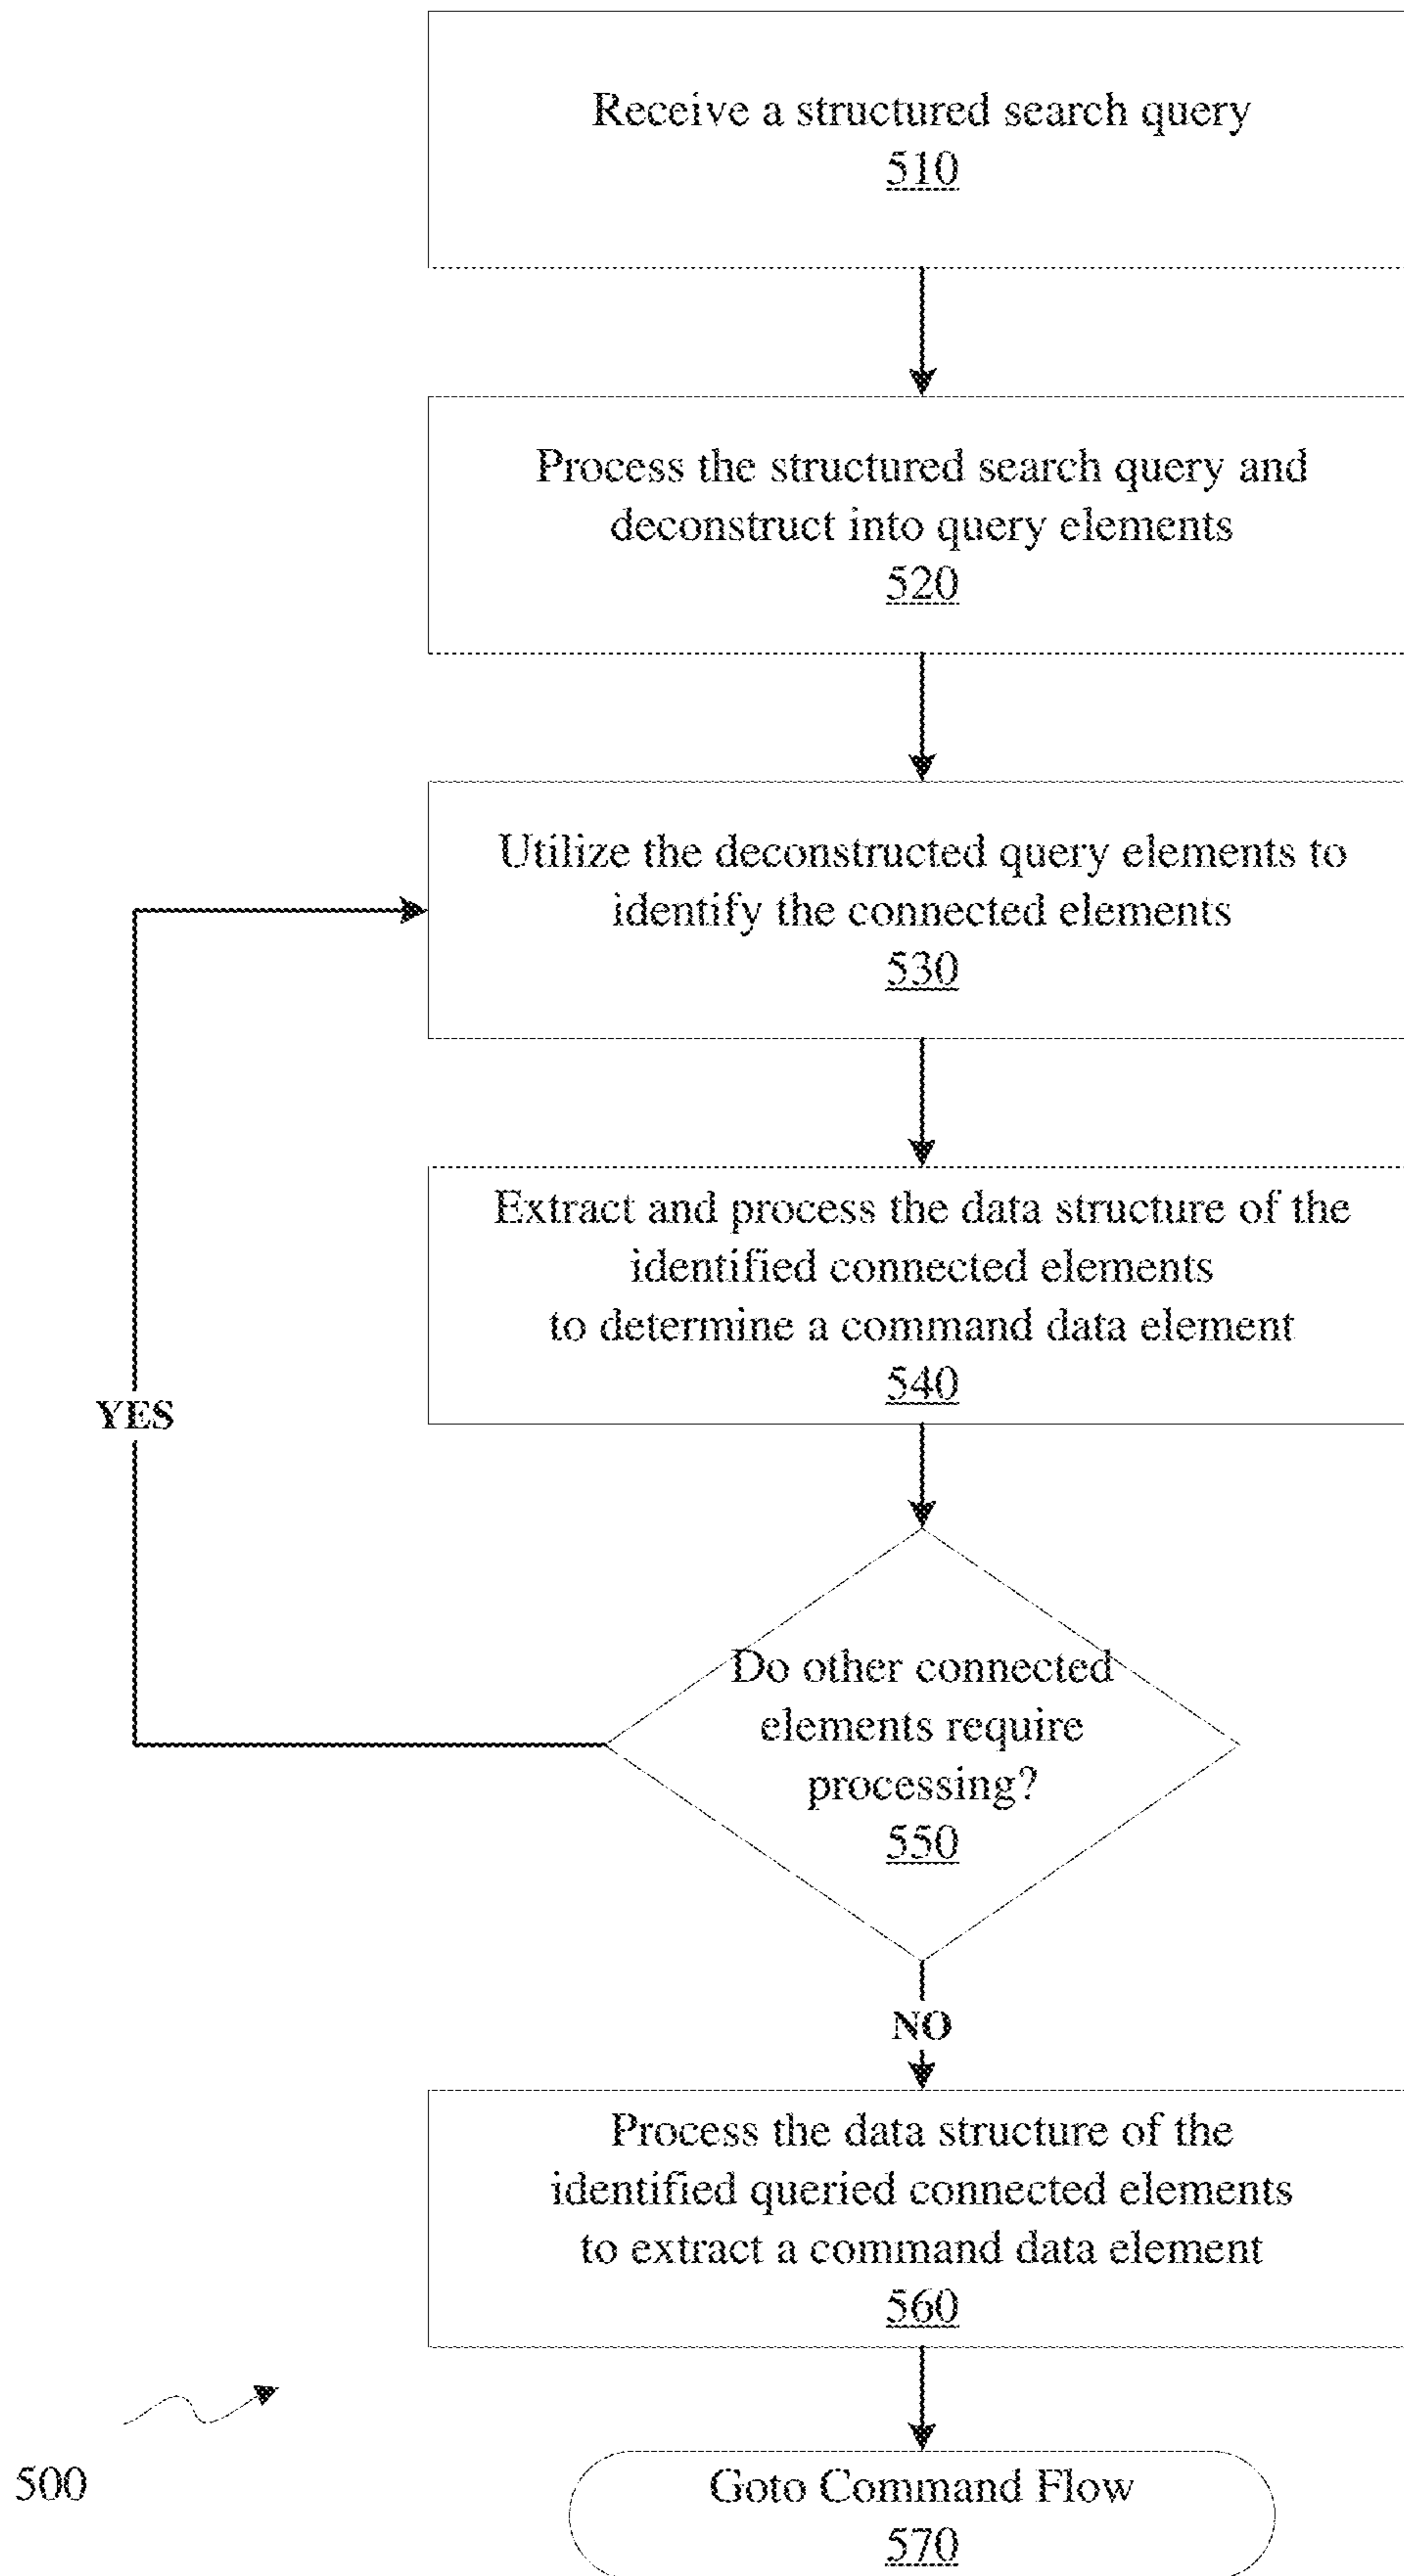 Receive a structured search query
510
Process the structured search query and
deconstruct into query elements
520
Utilize the deconstructed query elements to
identify the connected elements
530
Extract and process the data structure of the
identified connected elements
to determine a command data element
540
YES
Do other connected
elements require
processing?
550
NO
Process the data structure of the
identified queried connected elements
to extract a command data element
560
500
Goto Command Flow
570